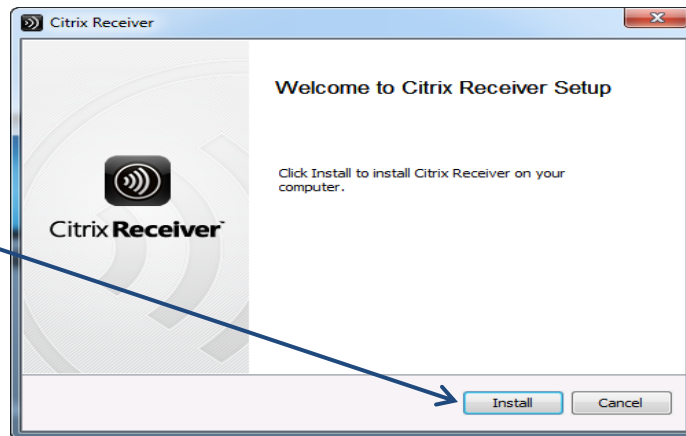 Citrix Receiver
Welcome to Citrix Receiver Setup
Click Install to install Citrix Receiver on your
computer.
Citrix Receiver™
Install
Cancel